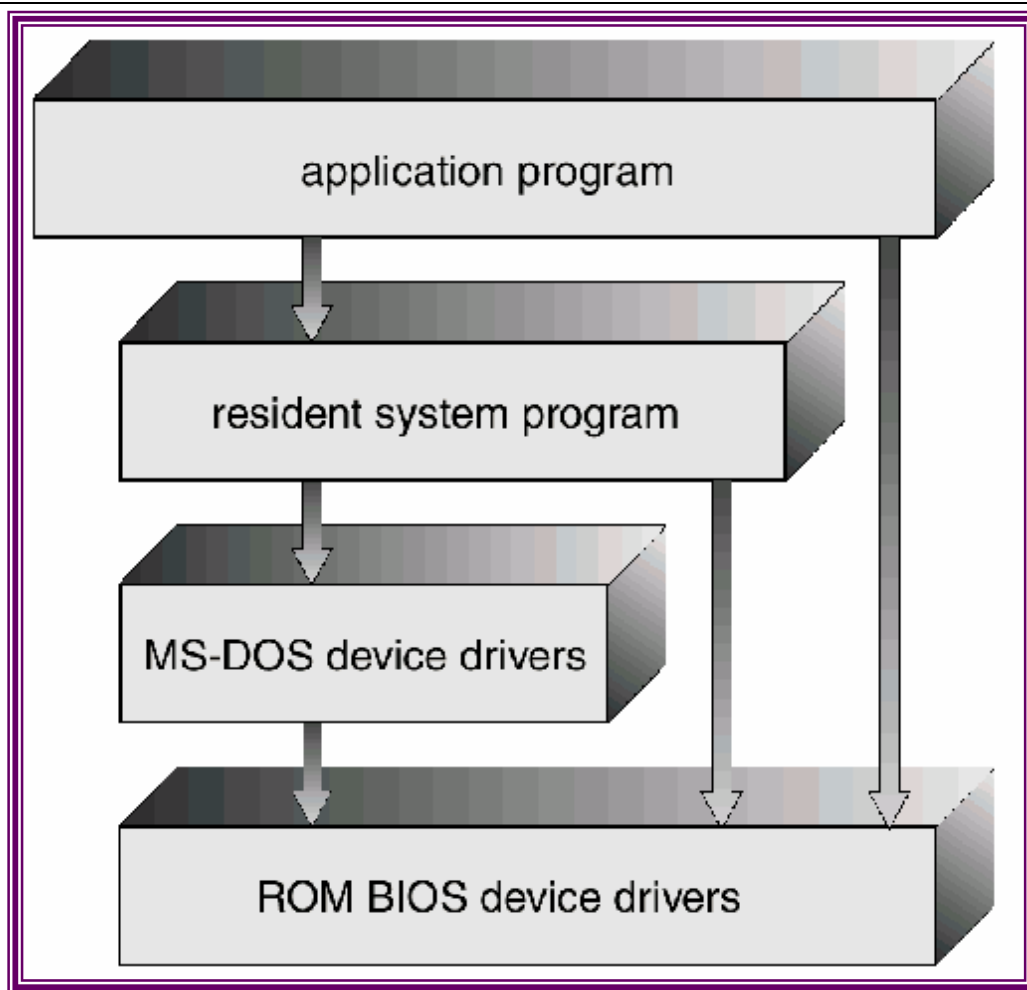 application program
resident system program
MS-DOS device drivers
ROM BIOS device drivers